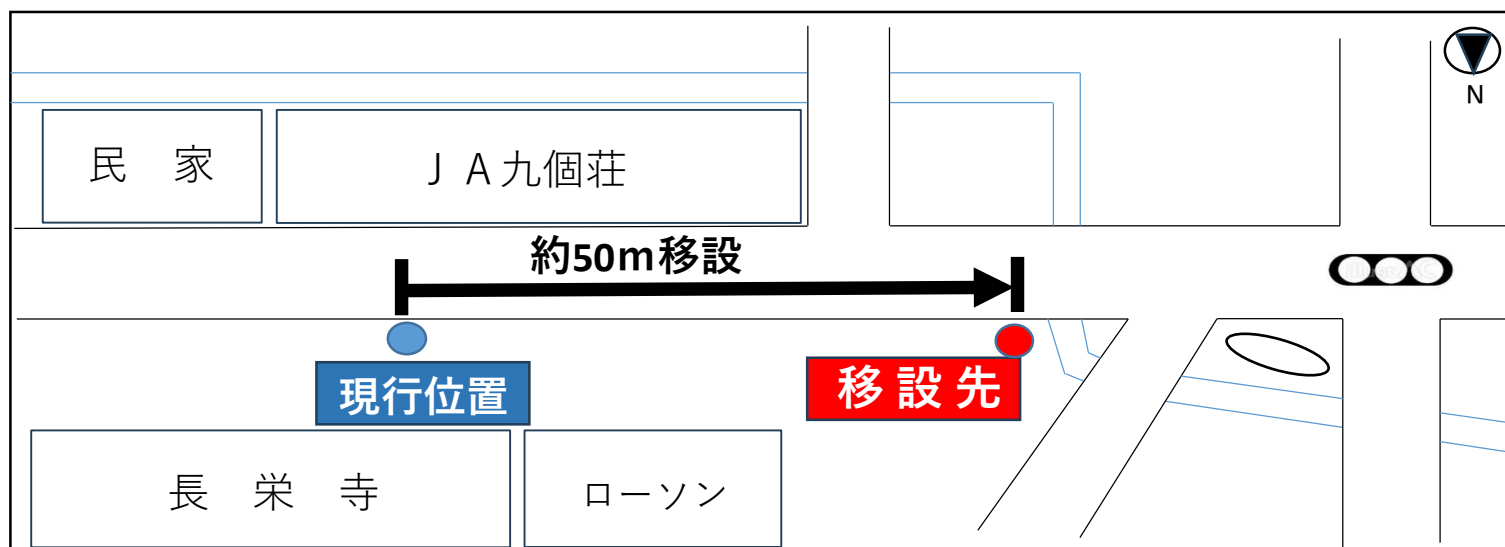 N
民　家
ＪＡ九個荘
約50ｍ移設
現行位置
移 設 先
長　栄　寺
ローソン